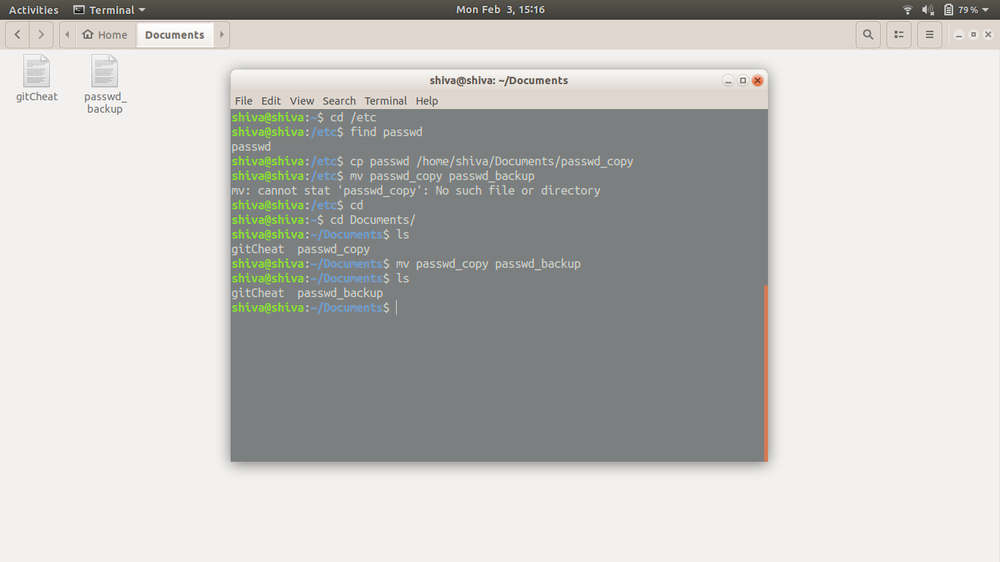 Activities Terminal Mon Feb 3, 15:16 79%
Home Documents
gitCheat
passwd_
backup
shiva@shiva: ~/Documents
File Edit View Search Terminal Help
shiva@shiva:~$ cd /etc
shiva@shiva:/etc$ find passwd
passwd
shiva@shiva:/etc$ cp passwd /home/shiva/Documents/passwd_copy
shiva@shiva:/etc$ mv passwd_copy passwd_backup
mv: cannot stat 'passwd_copy': No such file or directory
shiva@shiva:/etc$ cd
shiva@shiva:~$ cd Documents/
shiva@shiva:~/Documents$ ls
gitCheat  passwd_copy
shiva@shiva:~/Documents$ mv passwd_copy passwd_backup
shiva@shiva:~/Documents$ ls
gitCheat  passwd_backup
shiva@shiva:~/Documents$